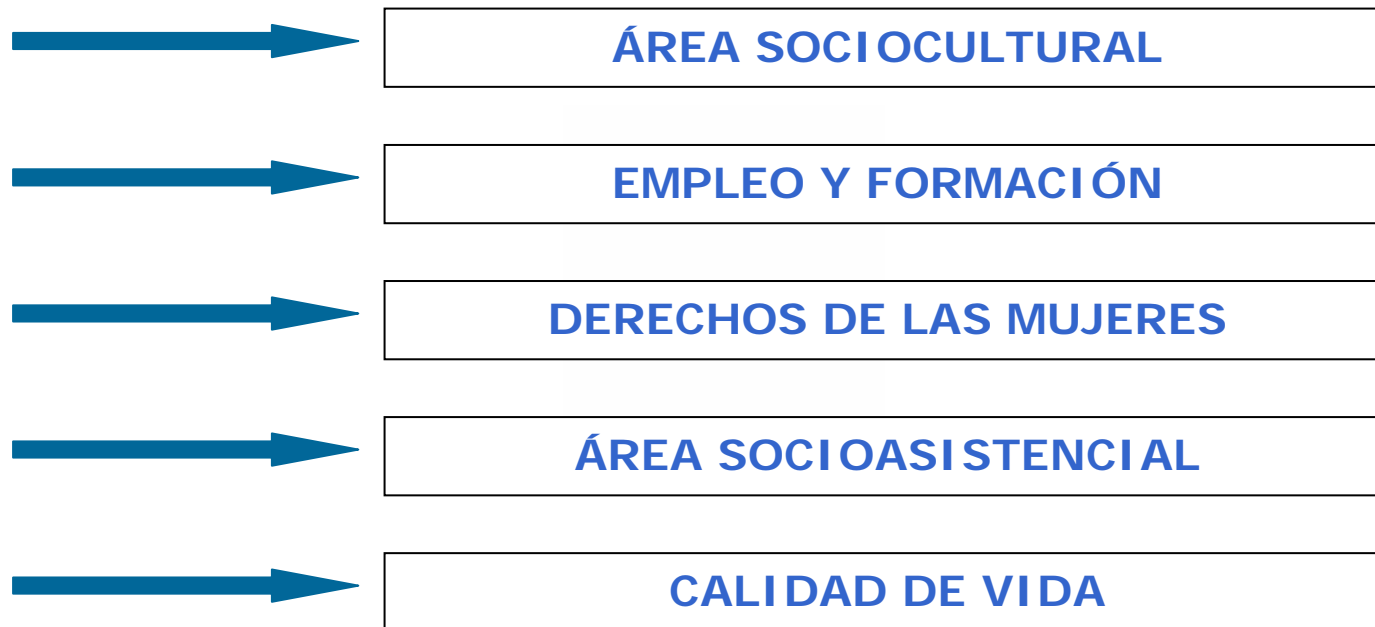 ÁREA SOCIOCULTURAL
EMPLEO Y FORMACIÓN
DERECHOS DE LAS MUJERES
ÁREA SOCIOASISTENCIAL
CALIDAD DE VIDA